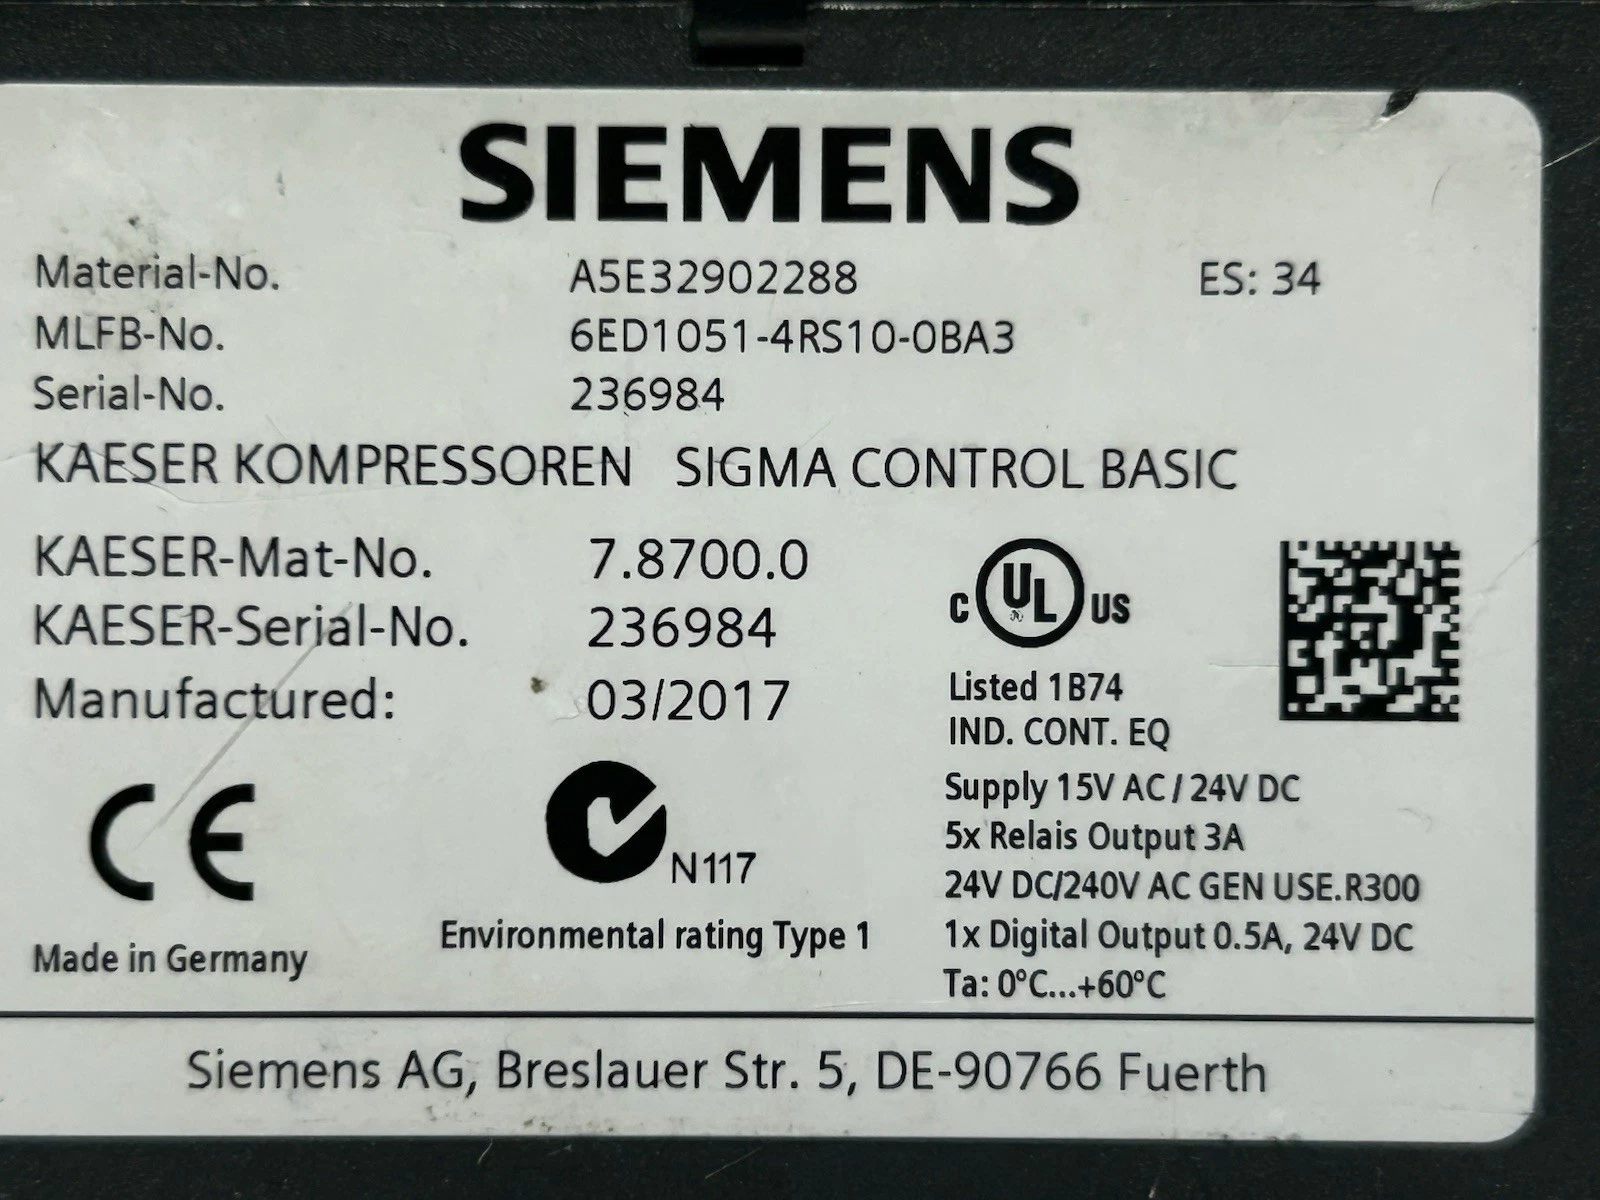 SIEMENS
Material-No. A5E32902288 ES: 34
MLFB-No. 6ED1051-4RS10-0BA3
Serial-No. 236984
KAESER KOMPRESSOREN SIGMA CONTROL BASIC
KAESER-Mat-No. 7.8700.0
KAESER-Serial-No. 236984
Manufactured: 03/2017
C UL US
Listed 1B74
IND. CONT. EQ
Supply 15V AC / 24V DC
5x Relais Output 3A
24V DC/240V AC GEN USE.R300
1x Digital Output 0.5A, 24V DC
Ta: 0°C...+60°C
CE
N117
Environmental rating Type 1
Made in Germany
Siemens AG, Breslauer Str. 5, DE-90766 Fuerth